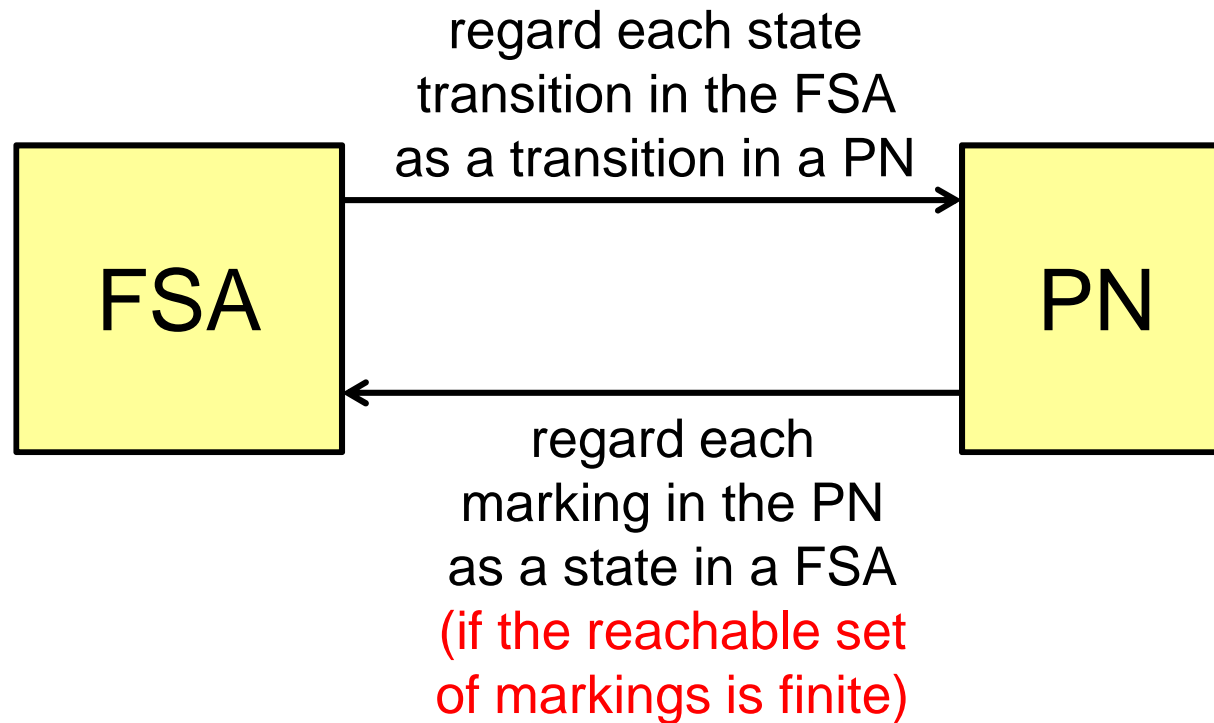 regard each state
transition in the FSA
as a transition in a PN
FSA
PN
regard each
marking in the PN
as a state in a FSA
(if the reachable set
of markings is finite)